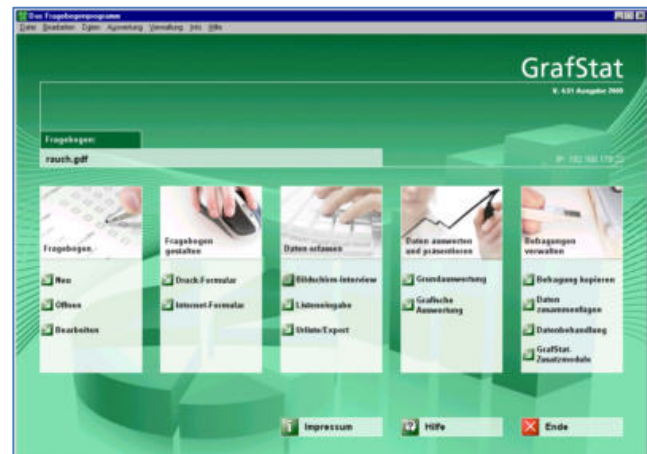 Das Fragebogenprogramm
Datei Bearbeiten Daten Auswertung Verwaltung Info Hilfe
GrafStat
V. 4.51 Ausgabe 2009
Fragebogen:
rauch.gdf
Fragebogen
Neu
Öffnen
Bearbeiten
Fragebogen
gestalten
Druck-Formular
Internet-Formular
Daten erfassen
Bildschirm-Interview
Listeneingabe
Urliste/Export
Daten auswerten
und präsentieren
Grundauswertung
Grafische
Auswertung
Befragungen
verwalten
Befragung kopieren
Daten
zusammenfügen
Datenbehandlung
GrafStat-
Zusatzmodule
Impressum
Hilfe
Ende